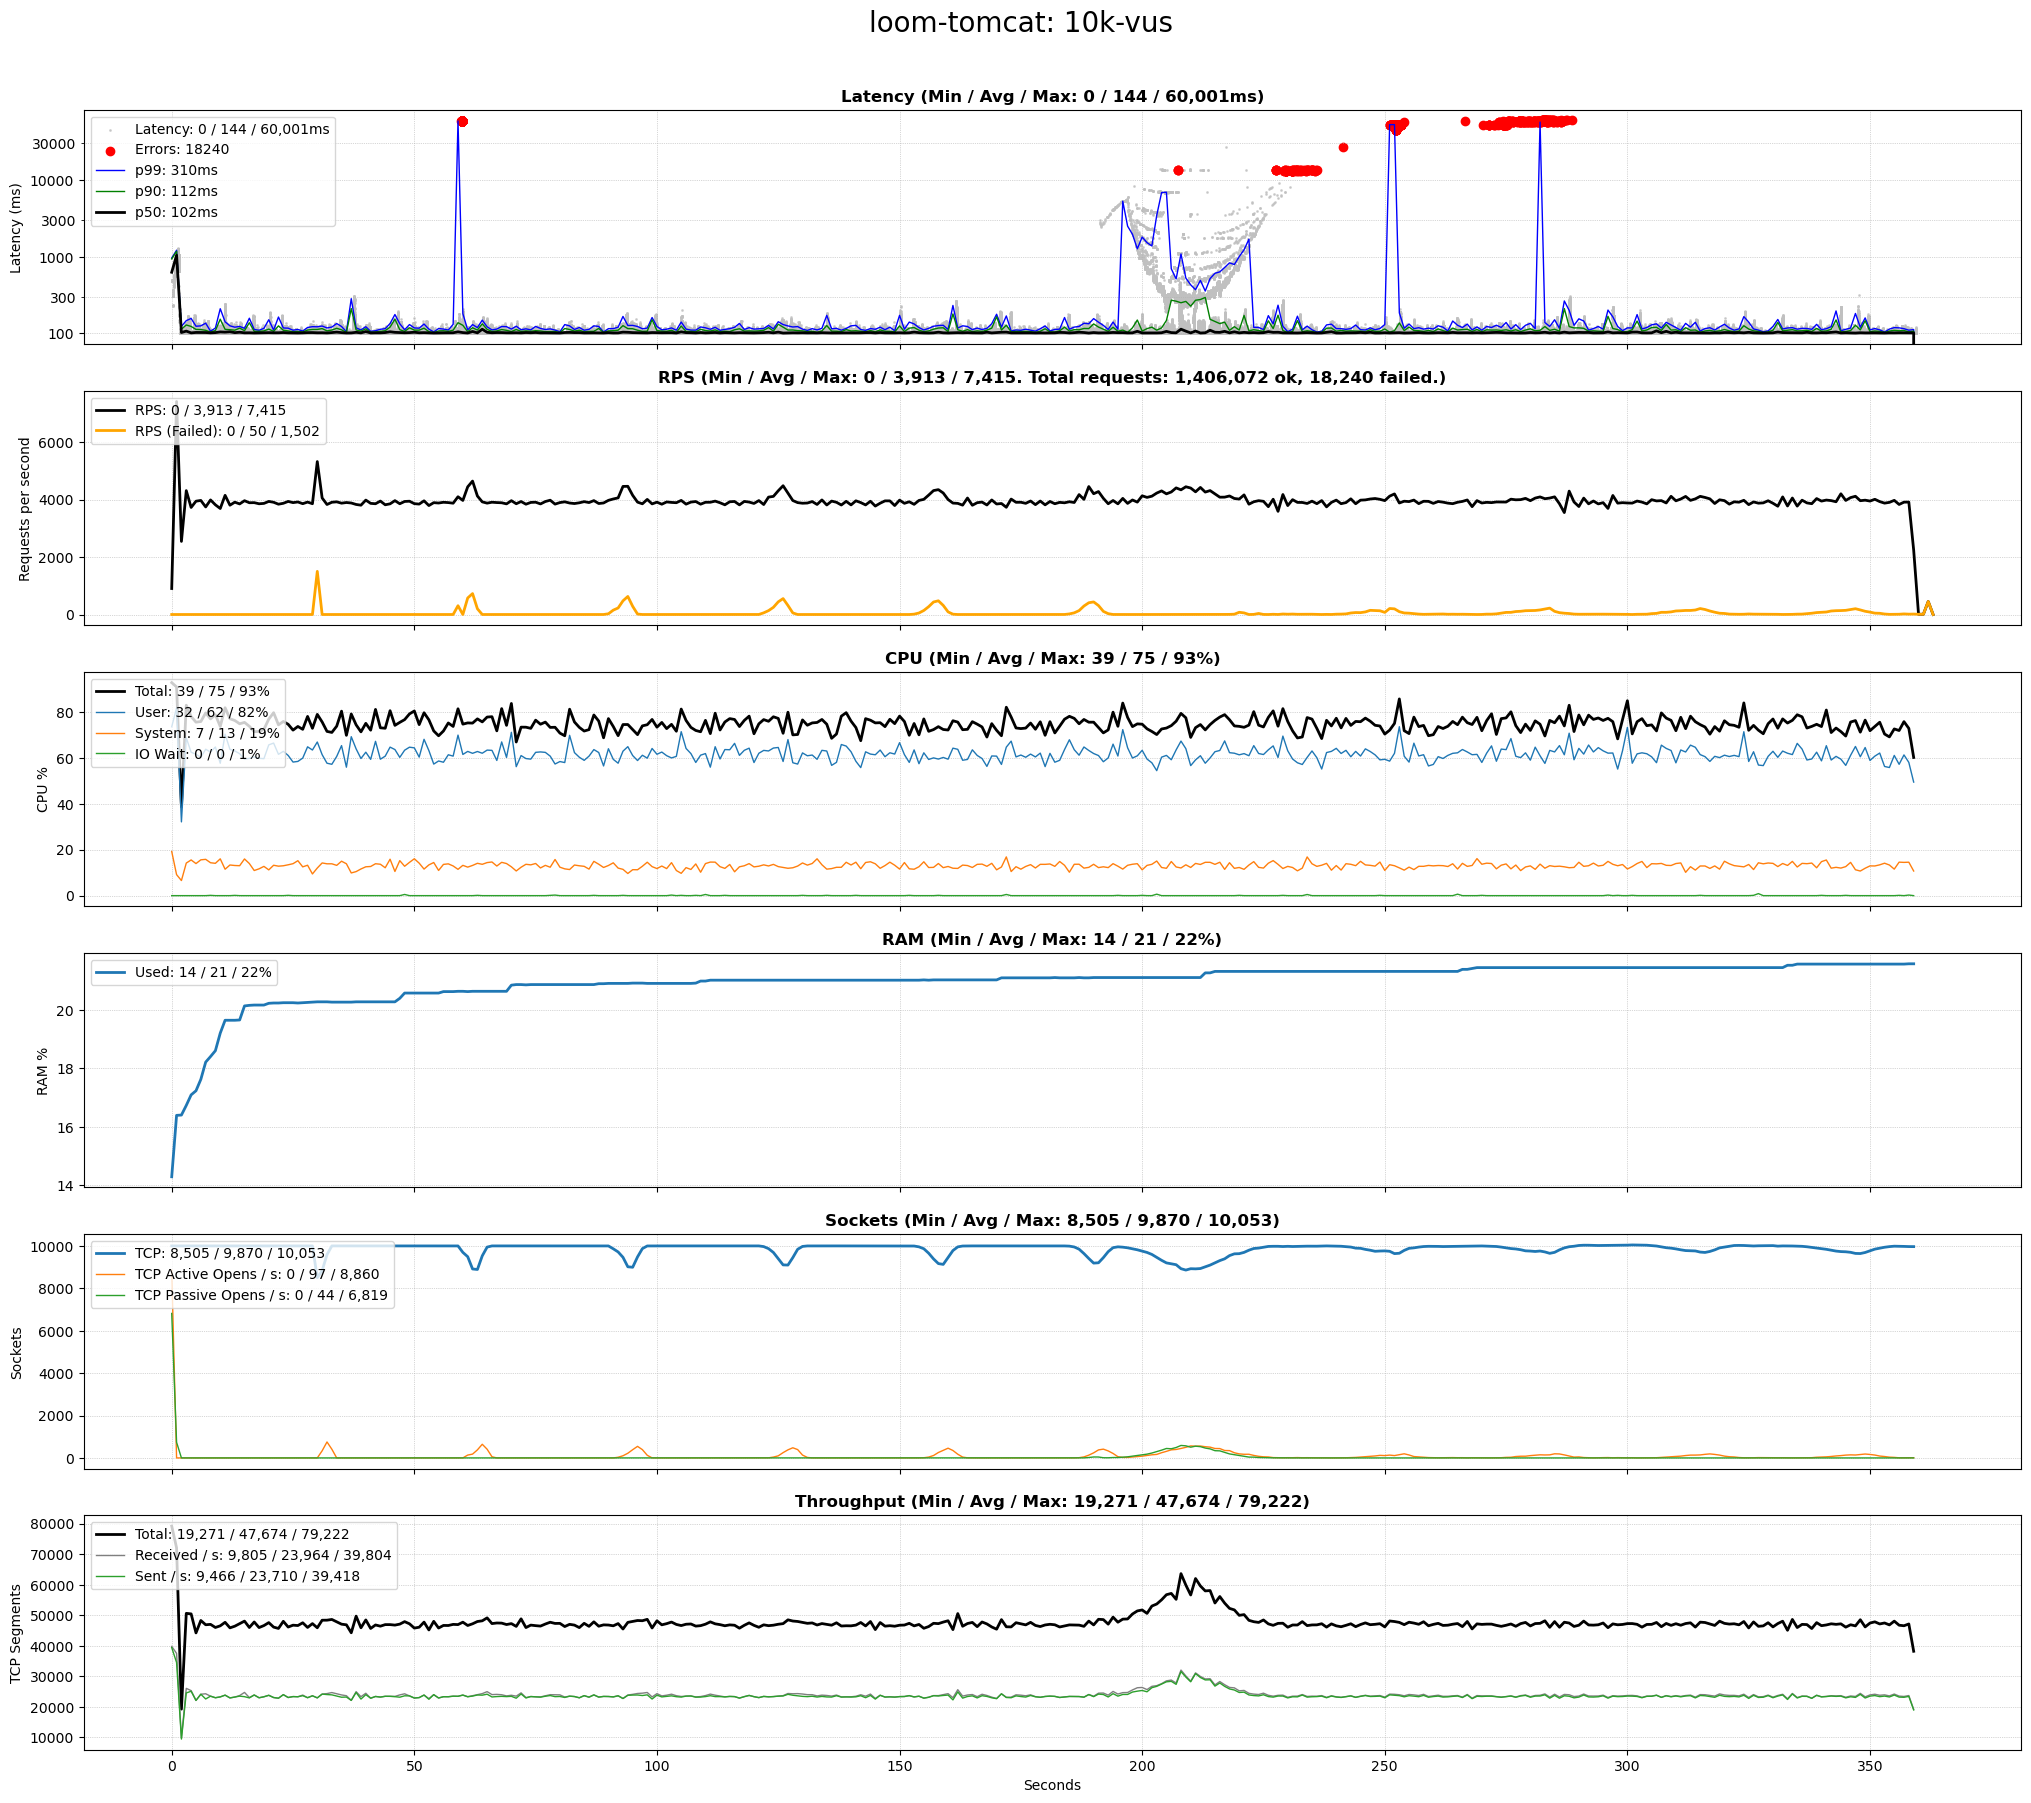 loom-tomcat: 10k-vus
Latency (Min / Avg / Max: 0 / 144 / 60,001ms)
Latency (ms)
30000
10000
3000
1000
300
100
Latency: 0 / 144 / 60,001ms
Errors: 18240
p99: 310ms
p90: 112ms
p50: 102ms
RPS (Min / Avg / Max: 0 / 3,913 / 7,415. Total requests: 1,406,072 ok, 18,240 failed.)
Requests per second
6000
4000
2000
0
RPS: 0 / 3,913 / 7,415
RPS (Failed): 0 / 50 / 1,502
CPU (Min / Avg / Max: 39 / 75 / 93%)
CPU %
80
60
40
20
0
Total: 39 / 75 / 93%
User: 32 / 62 / 82%
System: 7 / 13 / 19%
IO Wait: 0 / 0 / 1%
RAM (Min / Avg / Max: 14 / 21 / 22%)
RAM %
20
18
16
14
Used: 14 / 21 / 22%
Sockets (Min / Avg / Max: 8,505 / 9,870 / 10,053)
Sockets
10000
8000
6000
4000
2000
0
TCP: 8,505 / 9,870 / 10,053
TCP Active Opens / s: 0 / 97 / 8,860
TCP Passive Opens / s: 0 / 44 / 6,819
Throughput (Min / Avg / Max: 19,271 / 47,674 / 79,222)
TCP Segments
80000
70000
60000
50000
40000
30000
20000
10000
Total: 19,271 / 47,674 / 79,222
Received / s: 9,805 / 23,964 / 39,804
Sent / s: 9,466 / 23,710 / 39,418
0 50 100 150 200 250 300 350
Seconds